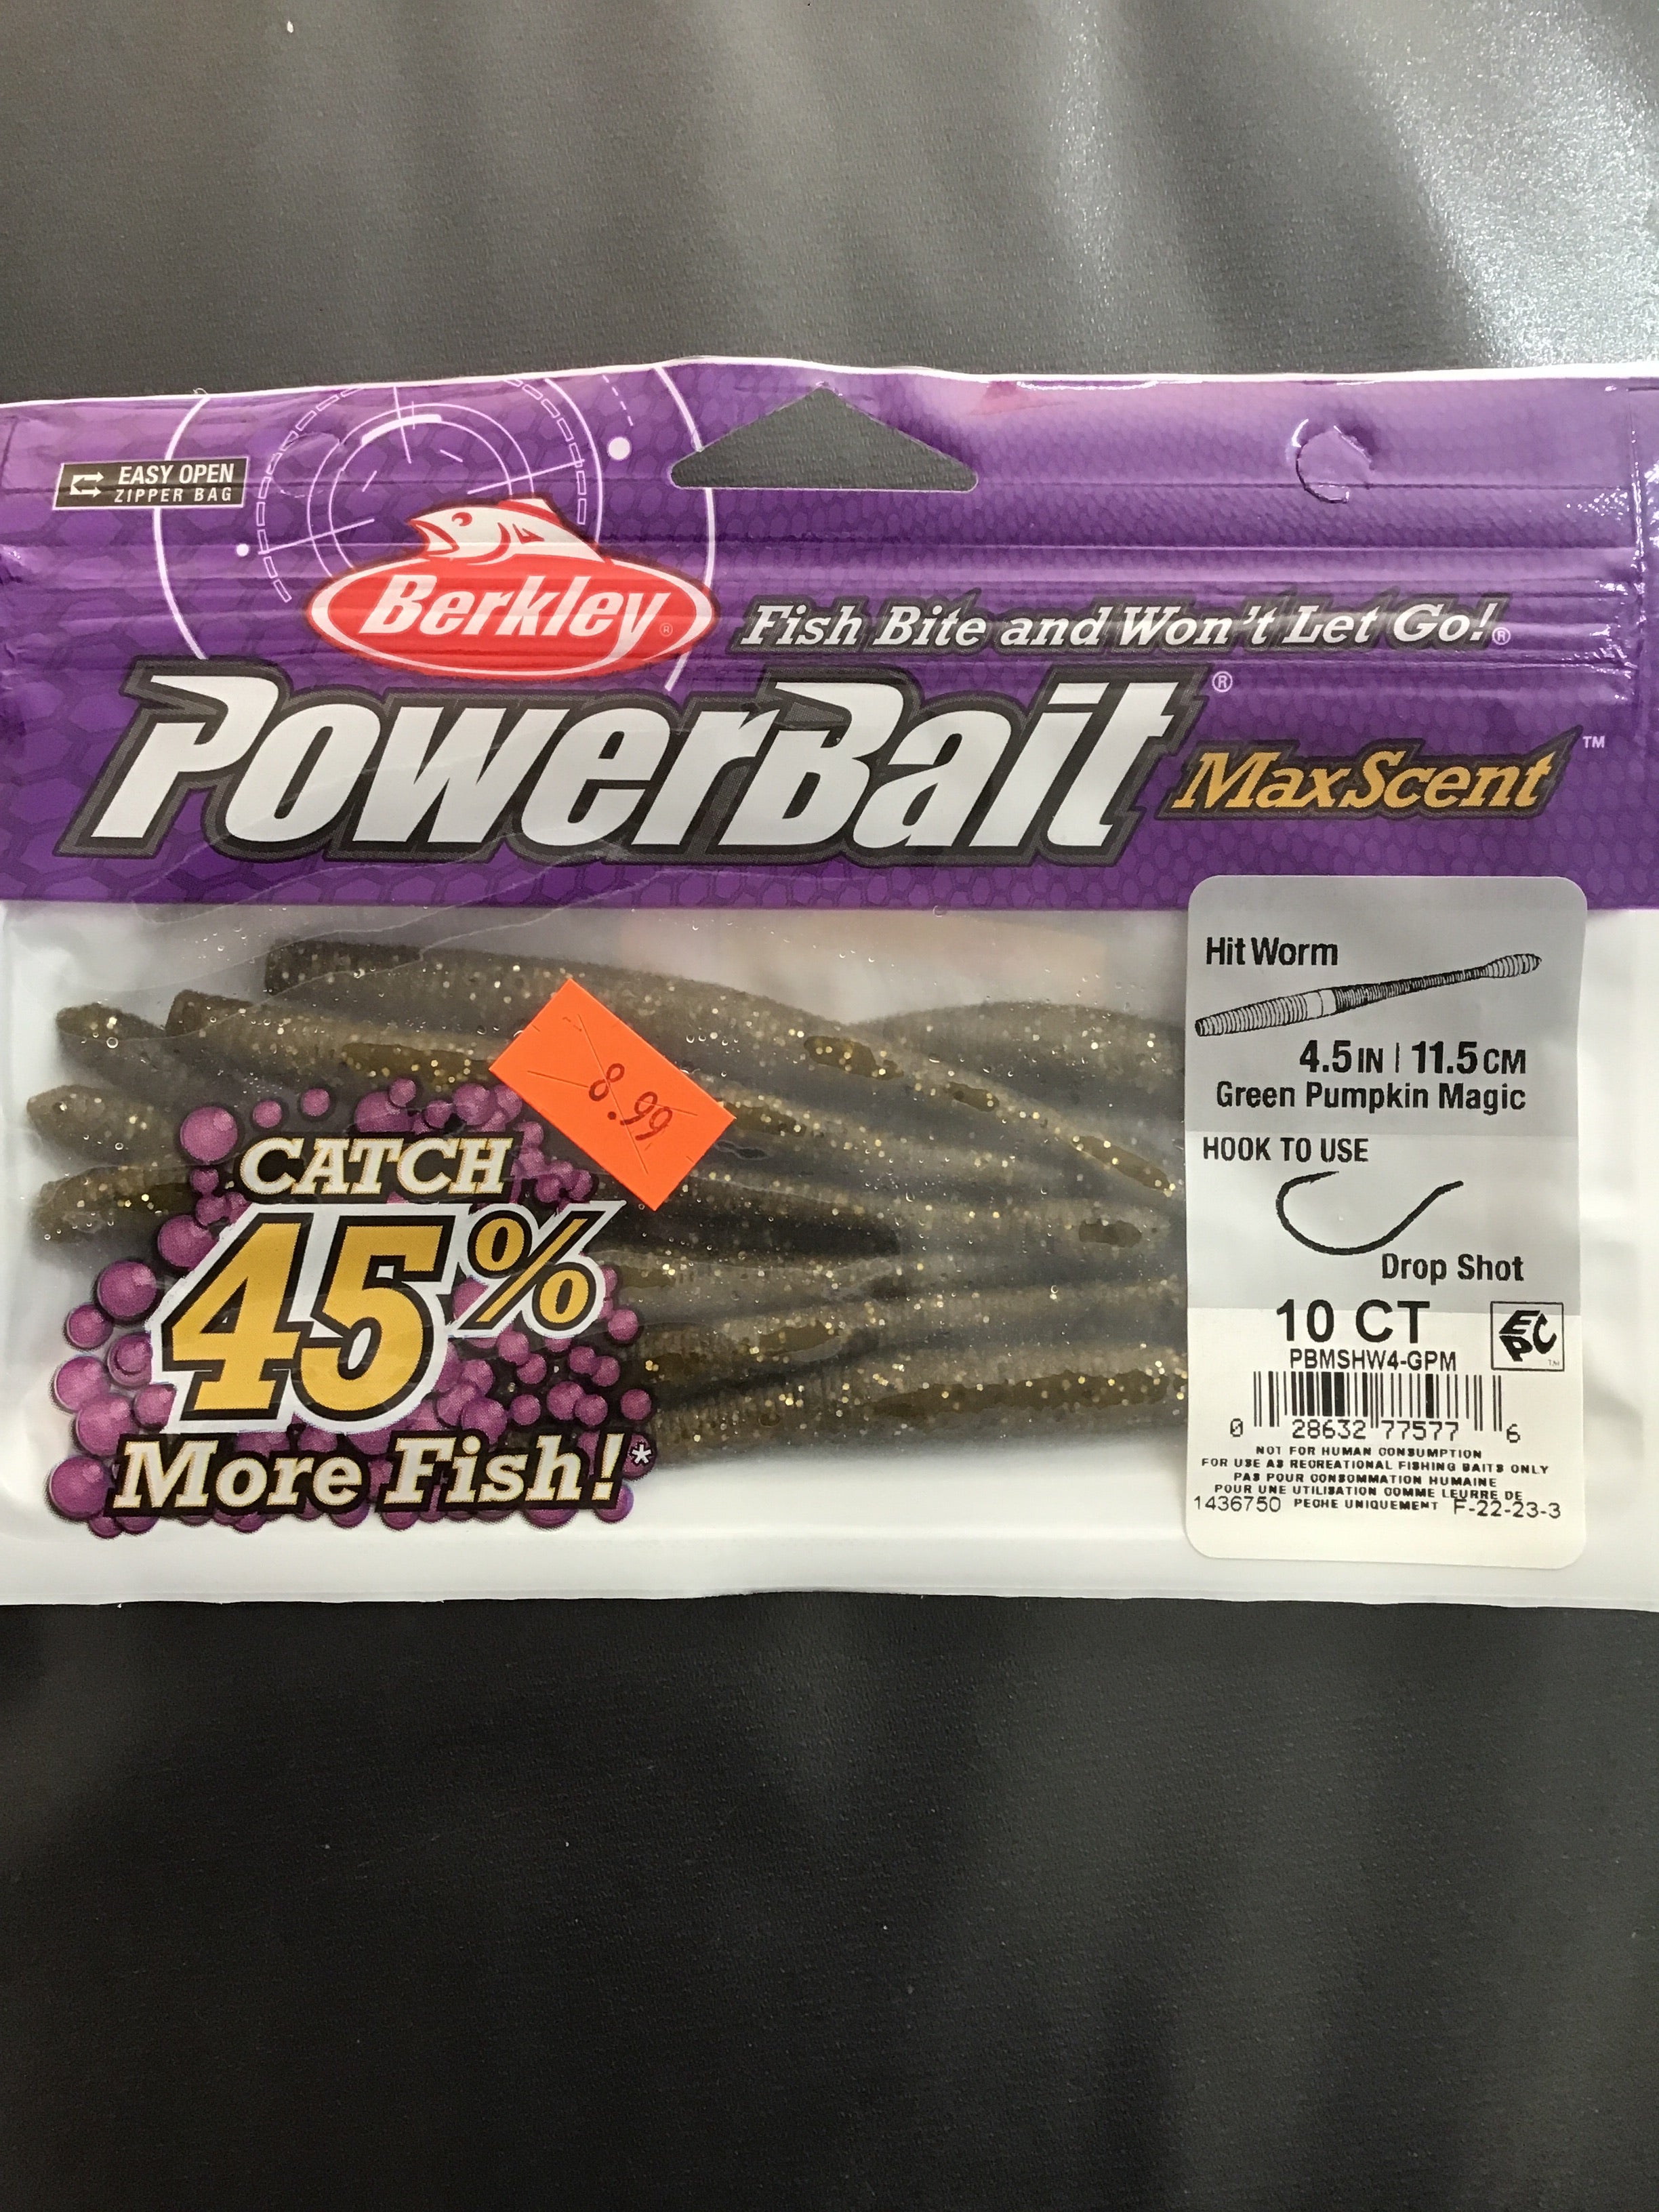 EASY OPEN
ZIPPER BAG
Berkley®
Fish Bite and Won't Let Go!®
PowerBait®
MaxScent™
8.99
CATCH
45%
More Fish!*
Hit Worm
4.5 IN | 11.5 CM
Green Pumpkin Magic
HOOK TO USE
Drop Shot
10 CT
EPC™
PBMSHW4-GPM
0 28632 77577 6
NOT FOR HUMAN CONSUMPTION
FOR USE AS RECREATIONAL FISHING BAITS ONLY
PAS POUR CONSOMMATION HUMAINE
POUR UNE UTILISATION COMME LEURRE DE
1436750 PECHE UNIQUEMENT F-22-23-3